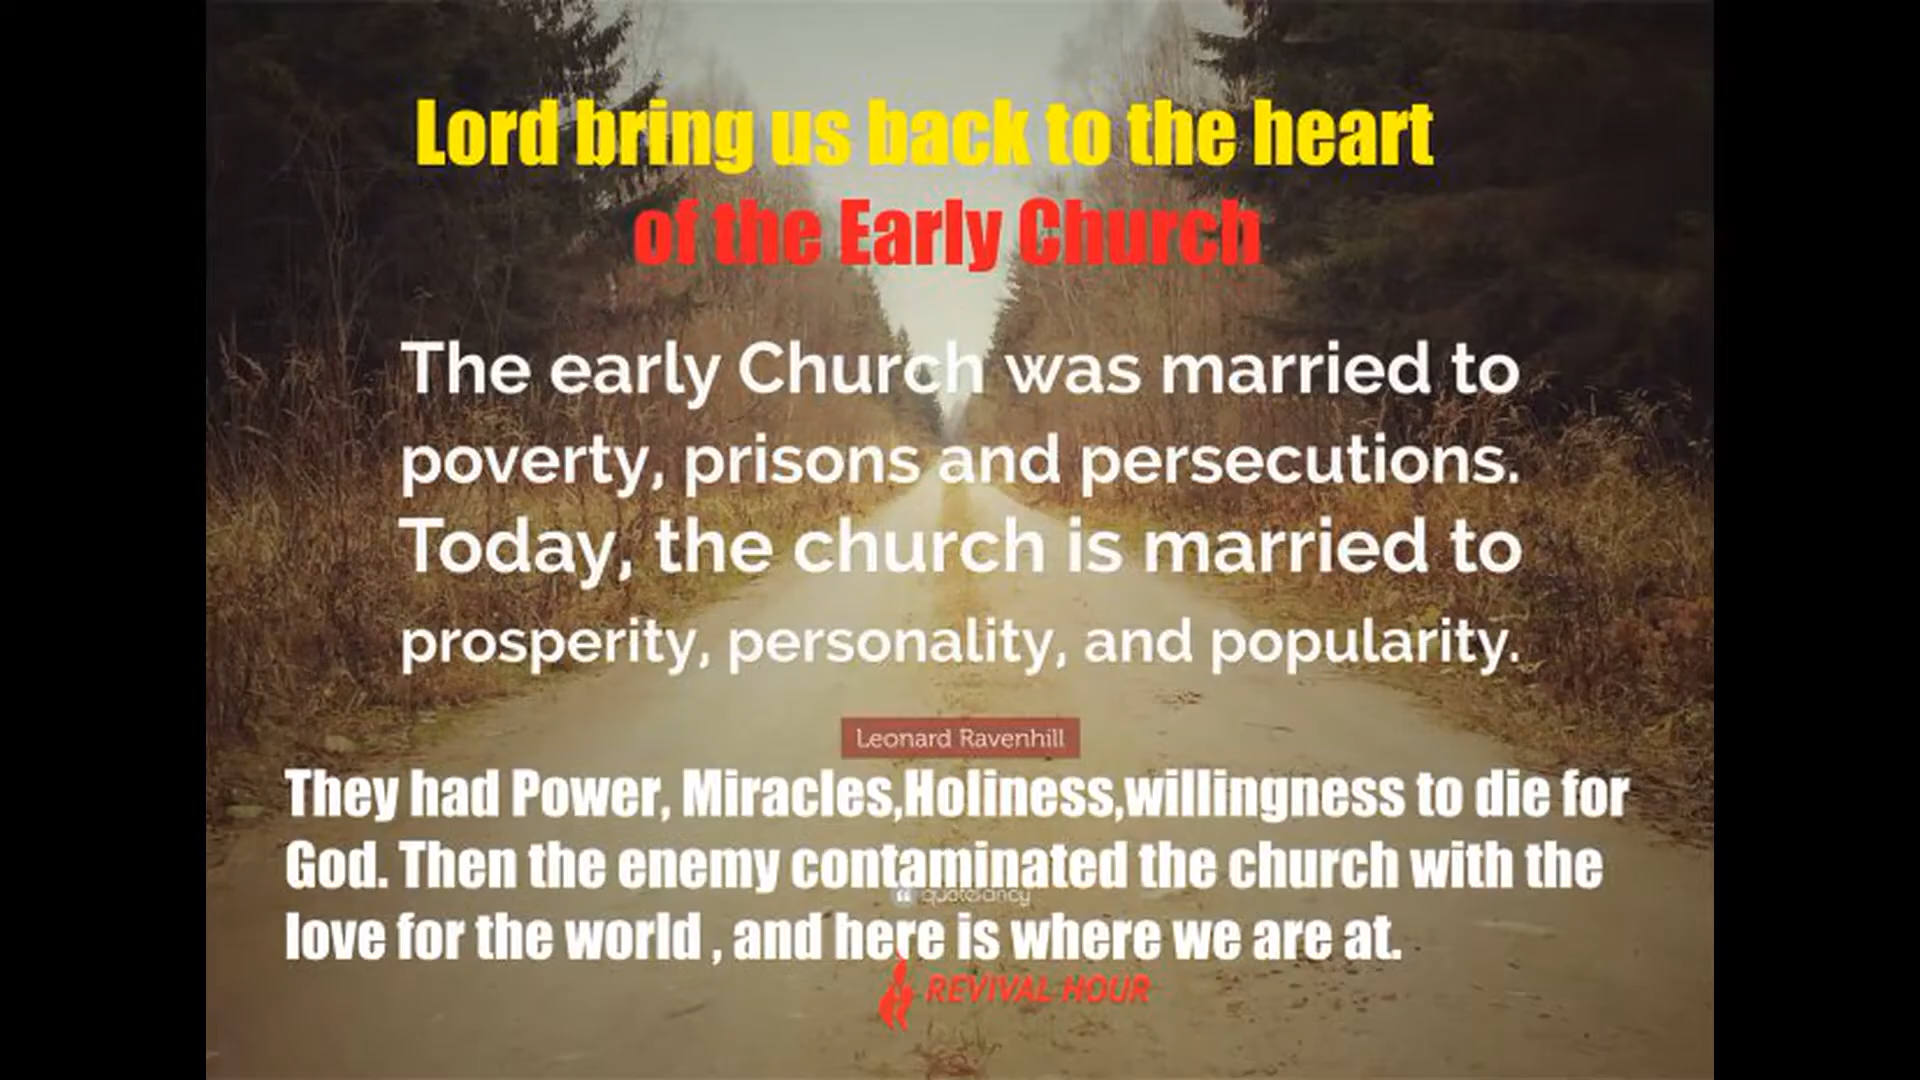 Lord bring us back to the heart
of the Early Church
The early Church was married to
poverty, prisons and persecutions.
Today, the church is married to
prosperity, personality, and popularity.
Leonard Ravenhill
They had Power, Miracles,Holiness,willingness to die for
God. Then the enemy contaminated the church with the
quotefancy
love for the world , and here is where we are at.
REVIVAL HOUR